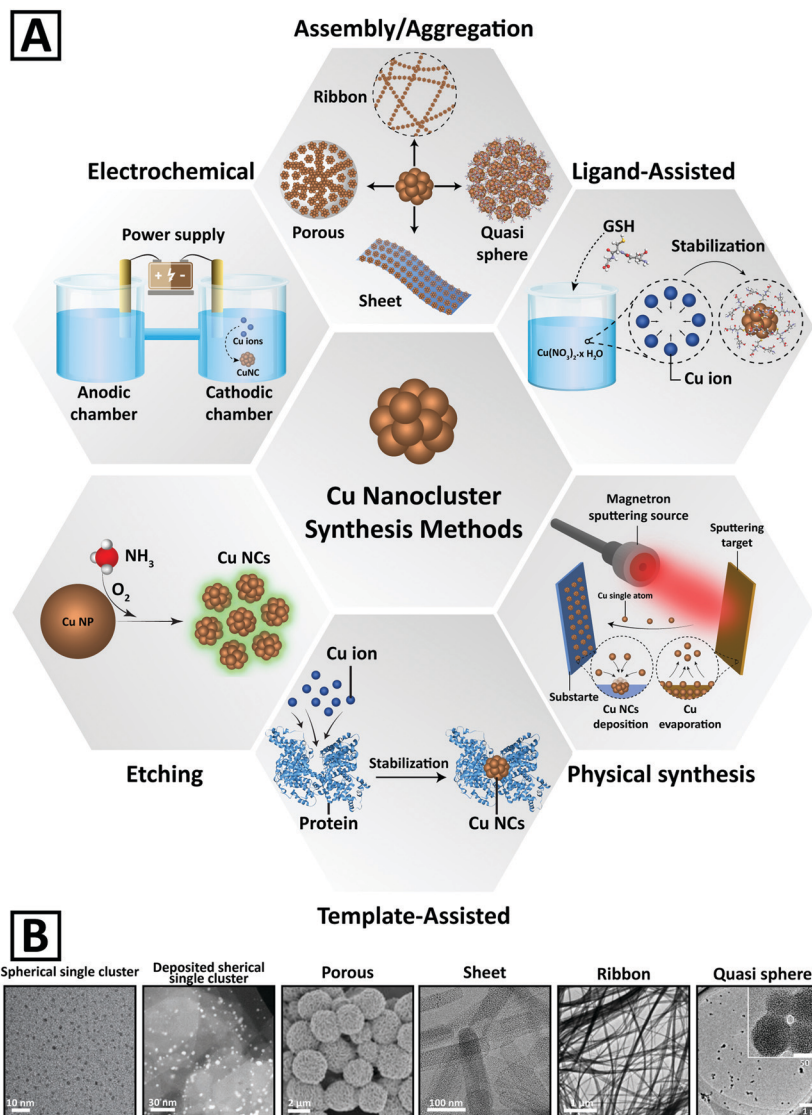 A
Assembly/Aggregation
Ribbon
Porous
Quasi
sphere
Sheet
Electrochemical
Power supply
+
-
Cu ions
CuNC
Anodic
chamber
Cathodic
chamber
Ligand-Assisted
GSH
Stabilization
Cu(NO₃)₂.x H₂O
Cu ion
Cu Nanocluster
Synthesis Methods
NH₃
O₂
Cu NP
Cu NCs
Etching
Magnetron
sputtering source
Sputtering
target
Cu single atom
Substarte
Cu NCs
deposition
Cu
evaporation
Physical synthesis
Cu ion
Stabilization
Protein
Cu NCs
Template-Assisted
B
Spherical single cluster
10 nm
Deposited sherical
single cluster
30 nm
Porous
2 µm
Sheet
100 nm
Ribbon
1 µm
Quasi sphere